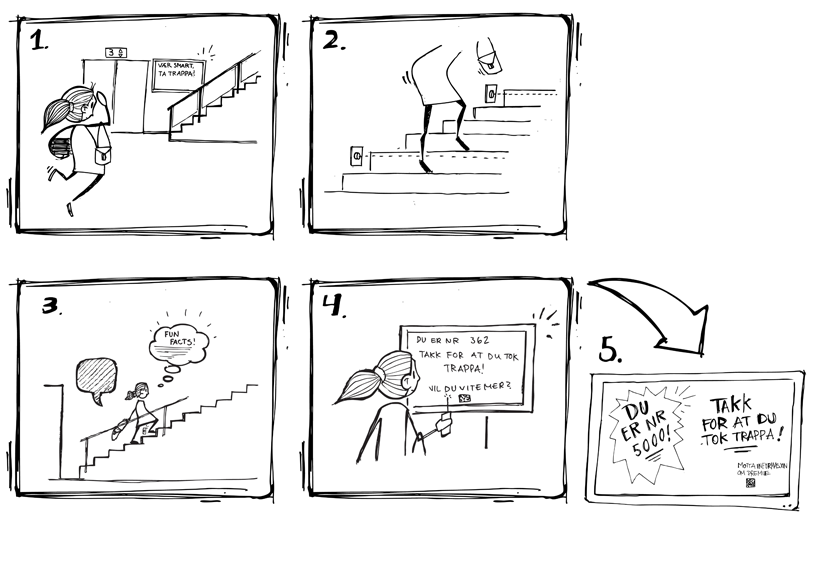 1.
3
VÆR SMART,
TA TRAPPA!
2.
3.
FUN
FACTS!
4.
DU ER NR 362
TAKK FOR AT DU TOK
TRAPPA!
VIL DU VITE MER?
5.
DU
ER NR
5000!
TAKK
FOR AT DU
TOK TRAPPA!
MOTTA INFORMASJON
OM PREMIE